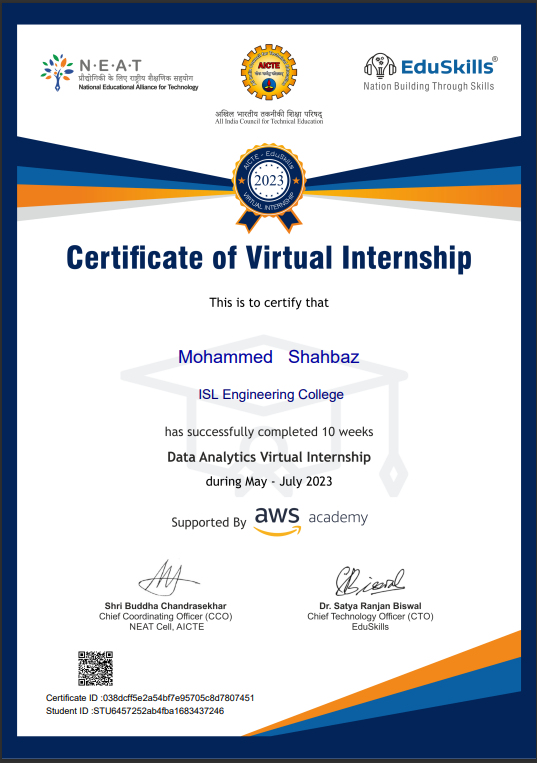 N·E·A·T
प्रौद्योगिकी के लिए राष्ट्रीय शैक्षणिक सहयोग
National Educational Alliance for Technology
AICTE
अखिल भारतीय तकनीकी शिक्षा परिषद्
All India Council for Technical Education
EduSkills®
Nation Building Through Skills
AICTE - EduSkills
2023
VIRTUAL INTERNSHIP
Certificate of Virtual Internship
This is to certify that
Mohammed Shahbaz
ISL Engineering College
has successfully completed 10 weeks
Data Analytics Virtual Internship
during May - July 2023
Supported By aws academy
Shri Buddha Chandrasekhar
Chief Coordinating Officer (CCO)
NEAT Cell, AICTE
Dr. Satya Ranjan Biswal
Chief Technology Officer (CTO)
EduSkills
Certificate ID :038dcff5e2a54bf7e95705c8d7807451
Student ID :STU6457252ab4fba1683437246